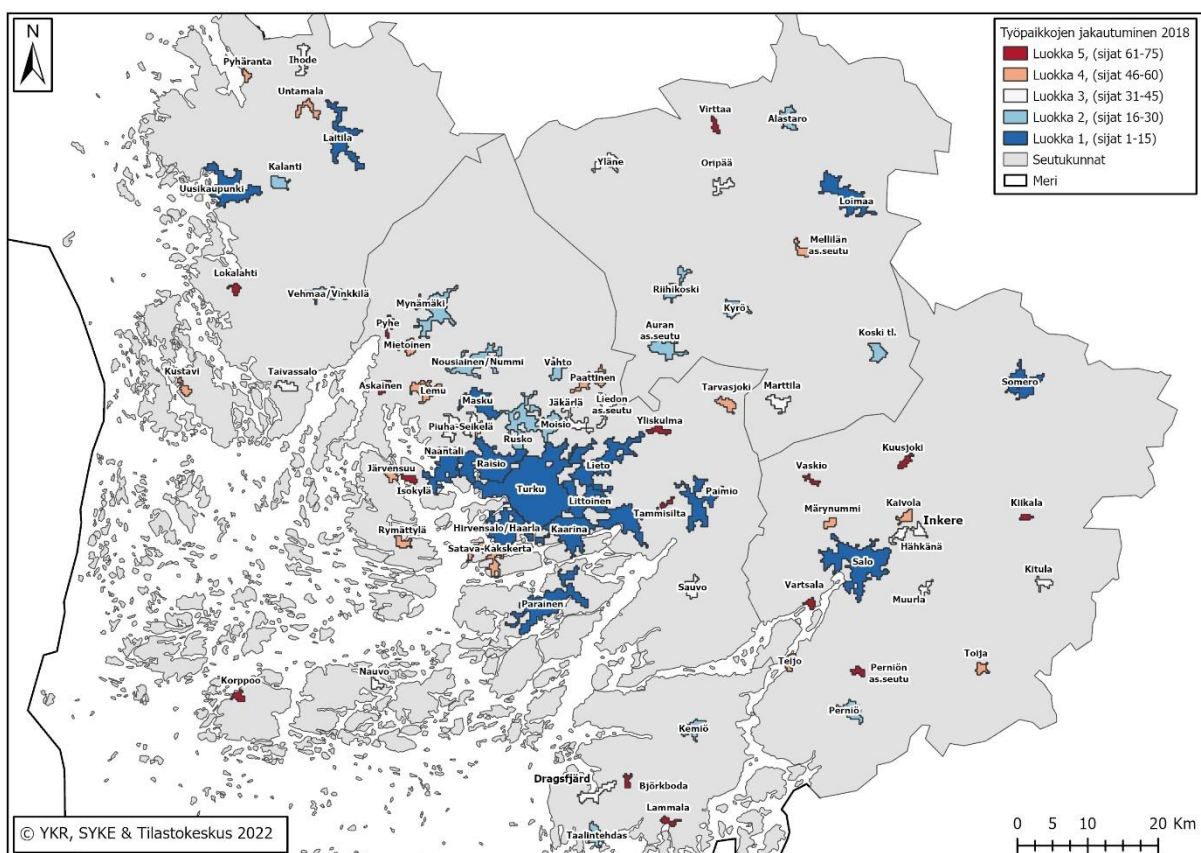 N
Työpaikkojen jakautuminen 2018
Luokka 5, (sijat 61-75)
Luokka 4, (sijat 46-60)
Luokka 3, (sijat 31-45)
Luokka 2, (sijat 16-30)
Luokka 1, (sijat 1-15)
Seutukunnat
Meri
Pyhäranta
Ihode
Untamala
Laitila
Kalanti
Uusikaupunki
Lokalahti
Vehmaa/Vinkkilä
Kustavi
Taivassalo
Virttaa
Alastaro
Yläne
Oripää
Loimaa
Mellilän
as.seutu
Riihikoski
Kyrö
Auran
as.seutu
Koski tl.
Mynämäki
Pyhe
Mietoinen
Nousiainen/Nummi
Vahto
Paattinen
Askainen
Lemu
Masku
Jäkärlä
Liedon
as.seutu
Moisio
Piuha-Seikelä
Rusko
Yliskulma
Tarvasjoki
Marttila
Somero
Naantali
Raisio
Lieto
Järvensuu
Isokylä
Turku
Littoinen
Paimio
Tammisilta
Hirvensalo/Haarla
Kaarina
Rymättylä
Satava-Kakskerta
Parainen
Sauvo
Kuusjoki
Vaskio
Märynummi
Kaivola
Inkere
Kiikala
Hähkänä
Salo
Kitula
Vartsala
Muurla
Teijo
Perniön
as.seutu
Toija
Perniö
Korppoo
Nauvo
Kemiö
Dragsfjärd
Björkboda
Lammala
Taalintehdas
© YKR, SYKE & Tilastokeskus 2022
0 5 10 20 Km